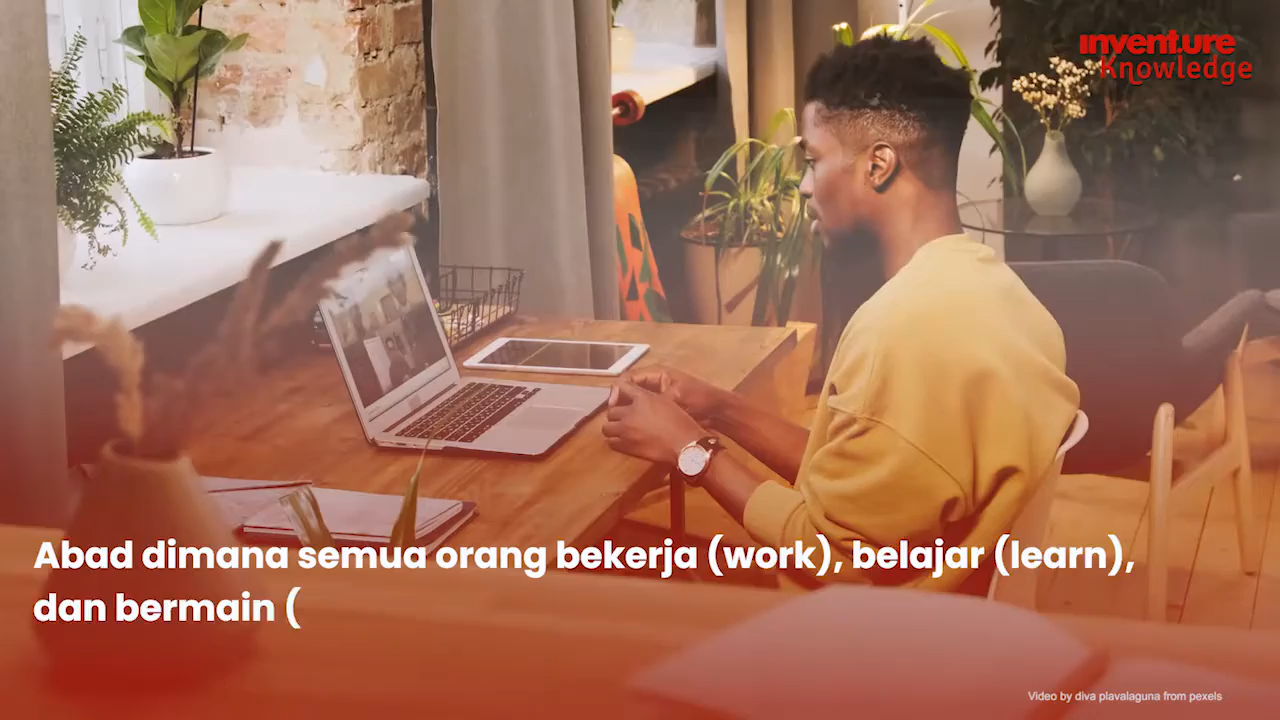 inventure
Knowledge
Abad dimana semua orang bekerja (work), belajar (learn),
dan bermain (
Video by diva plavalaguna from pexels